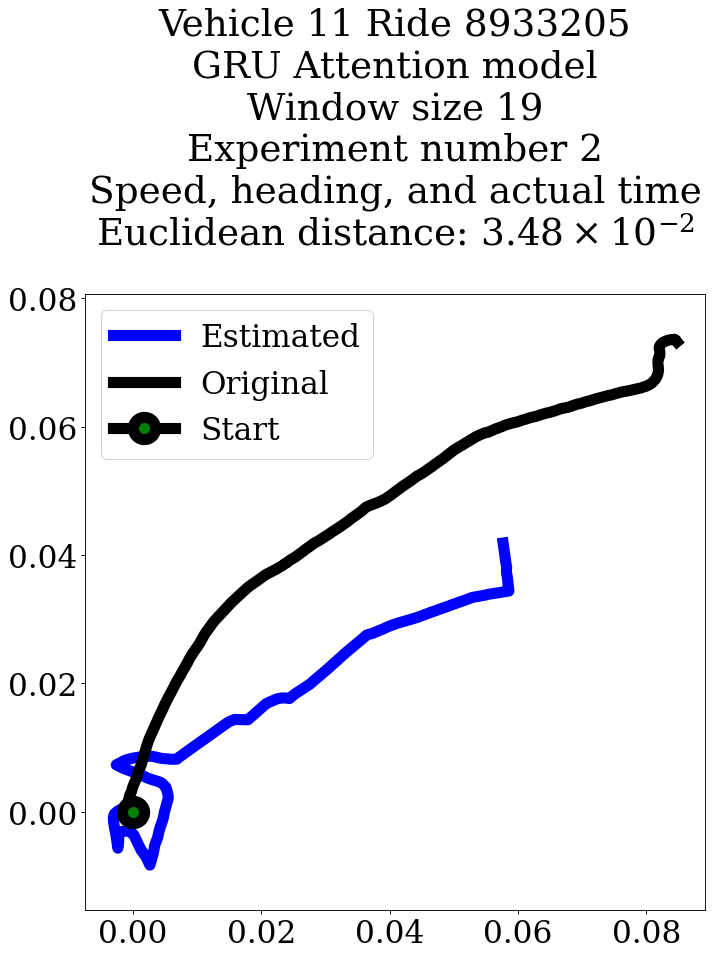 Vehicle 11 Ride 8933205
GRU Attention model
Window size 19
Experiment number 2
Speed, heading, and actual time
Euclidean distance: 3.48 × 10⁻²
0.08
0.06
0.04
0.02
0.00
Estimated
Original
Start
0.00 0.02 0.04 0.06 0.08